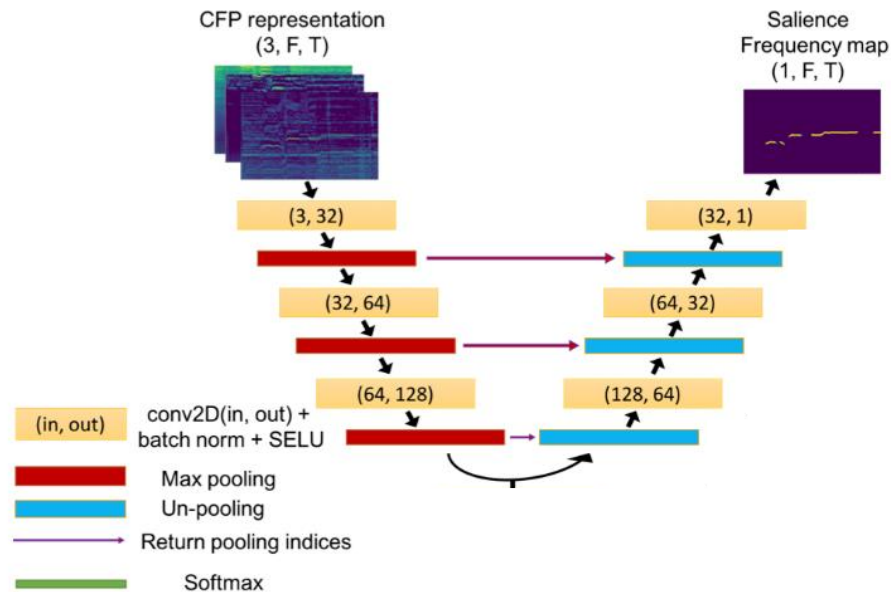 CFP representation
(3, F, T)
Salience
Frequency map
(1, F, T)
(3, 32)
(32, 1)
(32, 64)
(64, 32)
(64, 128)
(128, 64)
(in, out)
conv2D(in, out) +
batch norm + SELU
Max pooling
Un-pooling
Return pooling indices
Softmax